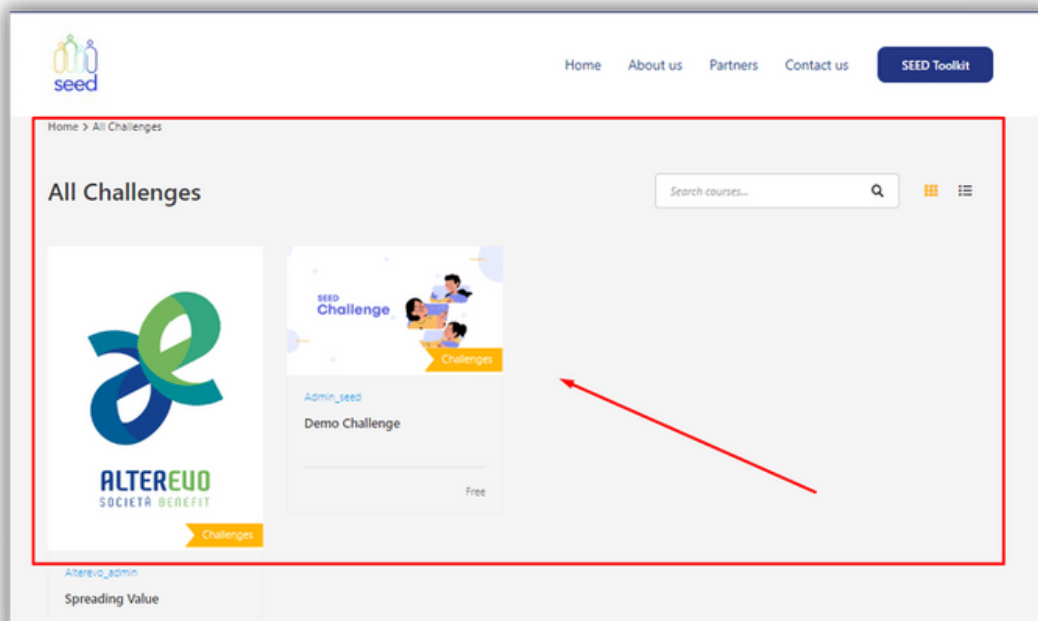 seed
Home About us Partners Contact us SEED Toolkit
Home > All Challenges
All Challenges
Search courses...
ALTEREVO
SOCIETÀ BENEFIT
Challenges
Alterevo_admin
Spreading Value
SEED
Challenge
Challenges
Admin_seed
Demo Challenge
Free